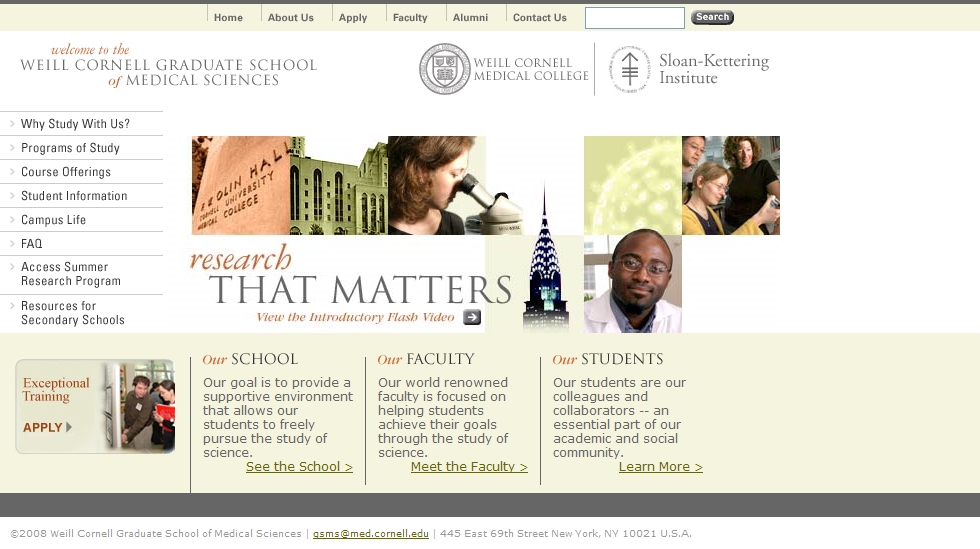 Home About Us Apply Faculty Alumni Contact Us Search
welcome to the
WEILL CORNELL GRADUATE SCHOOL
of MEDICAL SCIENCES
WEILL CORNELL
MEDICAL COLLEGE
Sloan-Kettering
Institute
Why Study With Us?
Programs of Study
Course Offerings
Student Information
Campus Life
FAQ
Access Summer
Research Program
Resources for
Secondary Schools
OLIN HALL
CORNELL UNIVERSITY
COLLEGE
research
THAT MATTERS
View the Introductory Flash Video
Exceptional
Training
APPLY
Our SCHOOL
Our goal is to provide a
supportive environment
that allows our
students to freely
pursue the study of
science.
See the School >
Our FACULTY
Our world renowned
faculty is focused on
helping students
achieve their goals
through the study of
science.
Meet the Faculty >
Our STUDENTS
Our students are our
colleagues and
collaborators -- an
essential part of our
academic and social
community.
Learn More >
©2008 Weill Cornell Graduate School of Medical Sciences | gsms@med.cornell.edu | 445 East 69th Street New York, NY 10021 U.S.A.